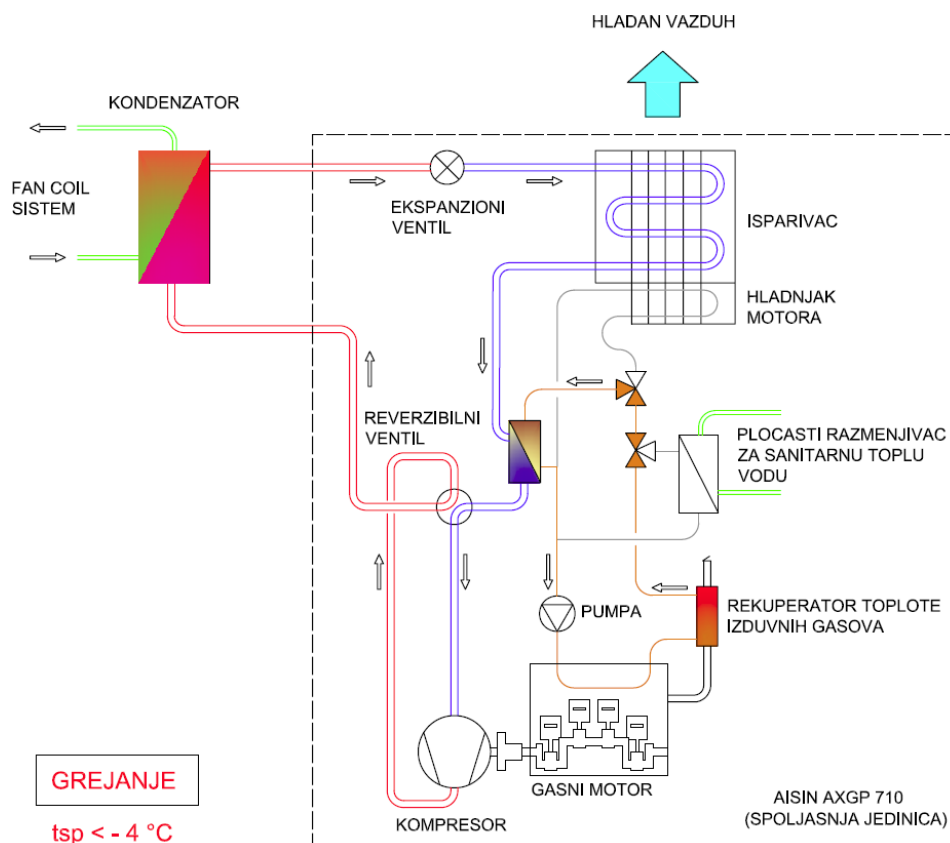 HLADAN VAZDUH
KONDENZATOR
FAN COIL
SISTEM
EKSPANZIONI
VENTIL
ISPARIVAC
HLADNJAK
MOTORA
REVERZIBILNI
VENTIL
PLOCASTI RAZMENJIVAC
ZA SANITARNU TOPLU
VODU
PUMPA
REKUPERATOR TOPLOTE
IZDUVNIH GASOVA
GASNI MOTOR
KOMPRESOR
GREJANJE
tsp < - 4 °C
AISIN AXGP 710
(SPOLJASNJA JEDINICA)